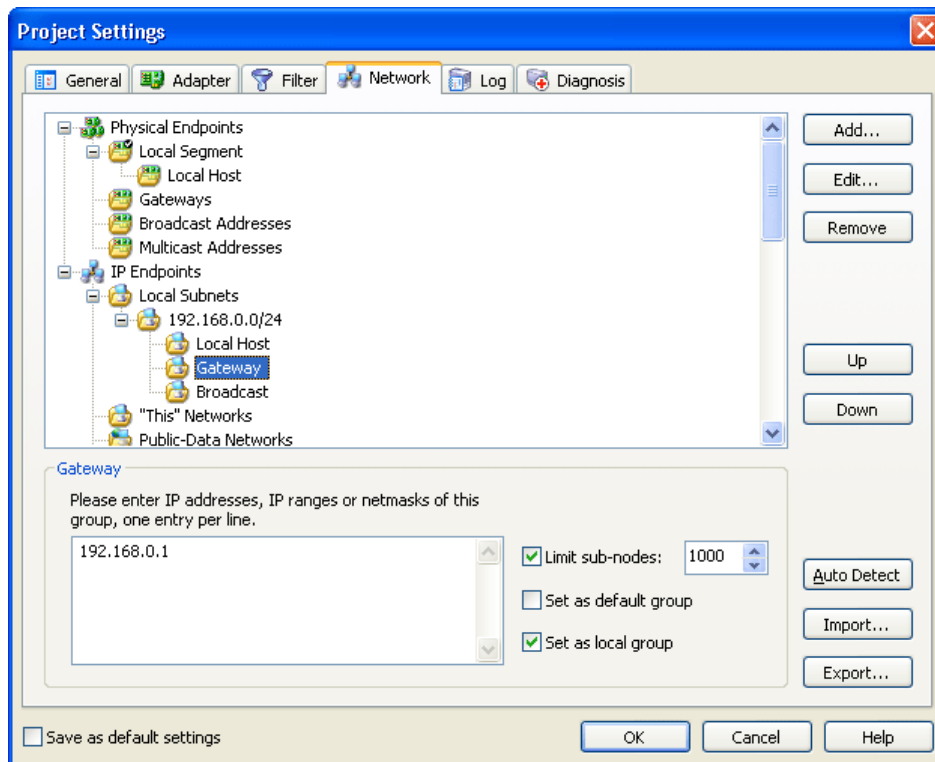 Project Settings
General Adapter Filter Network Log Diagnosis
Physical Endpoints
Local Segment
Local Host
Gateways
Broadcast Addresses
Multicast Addresses
IP Endpoints
Local Subnets
192.168.0.0/24
Local Host
Gateway
Broadcast
"This" Networks
Public-Data Networks
Add...
Edit...
Remove
Up
Down
Gateway
Please enter IP addresses, IP ranges or netmasks of this
group, one entry per line.
192.168.0.1
Limit sub-nodes: 1000
Set as default group
Set as local group
Auto Detect
Import...
Export...
Save as default settings
OK Cancel Help